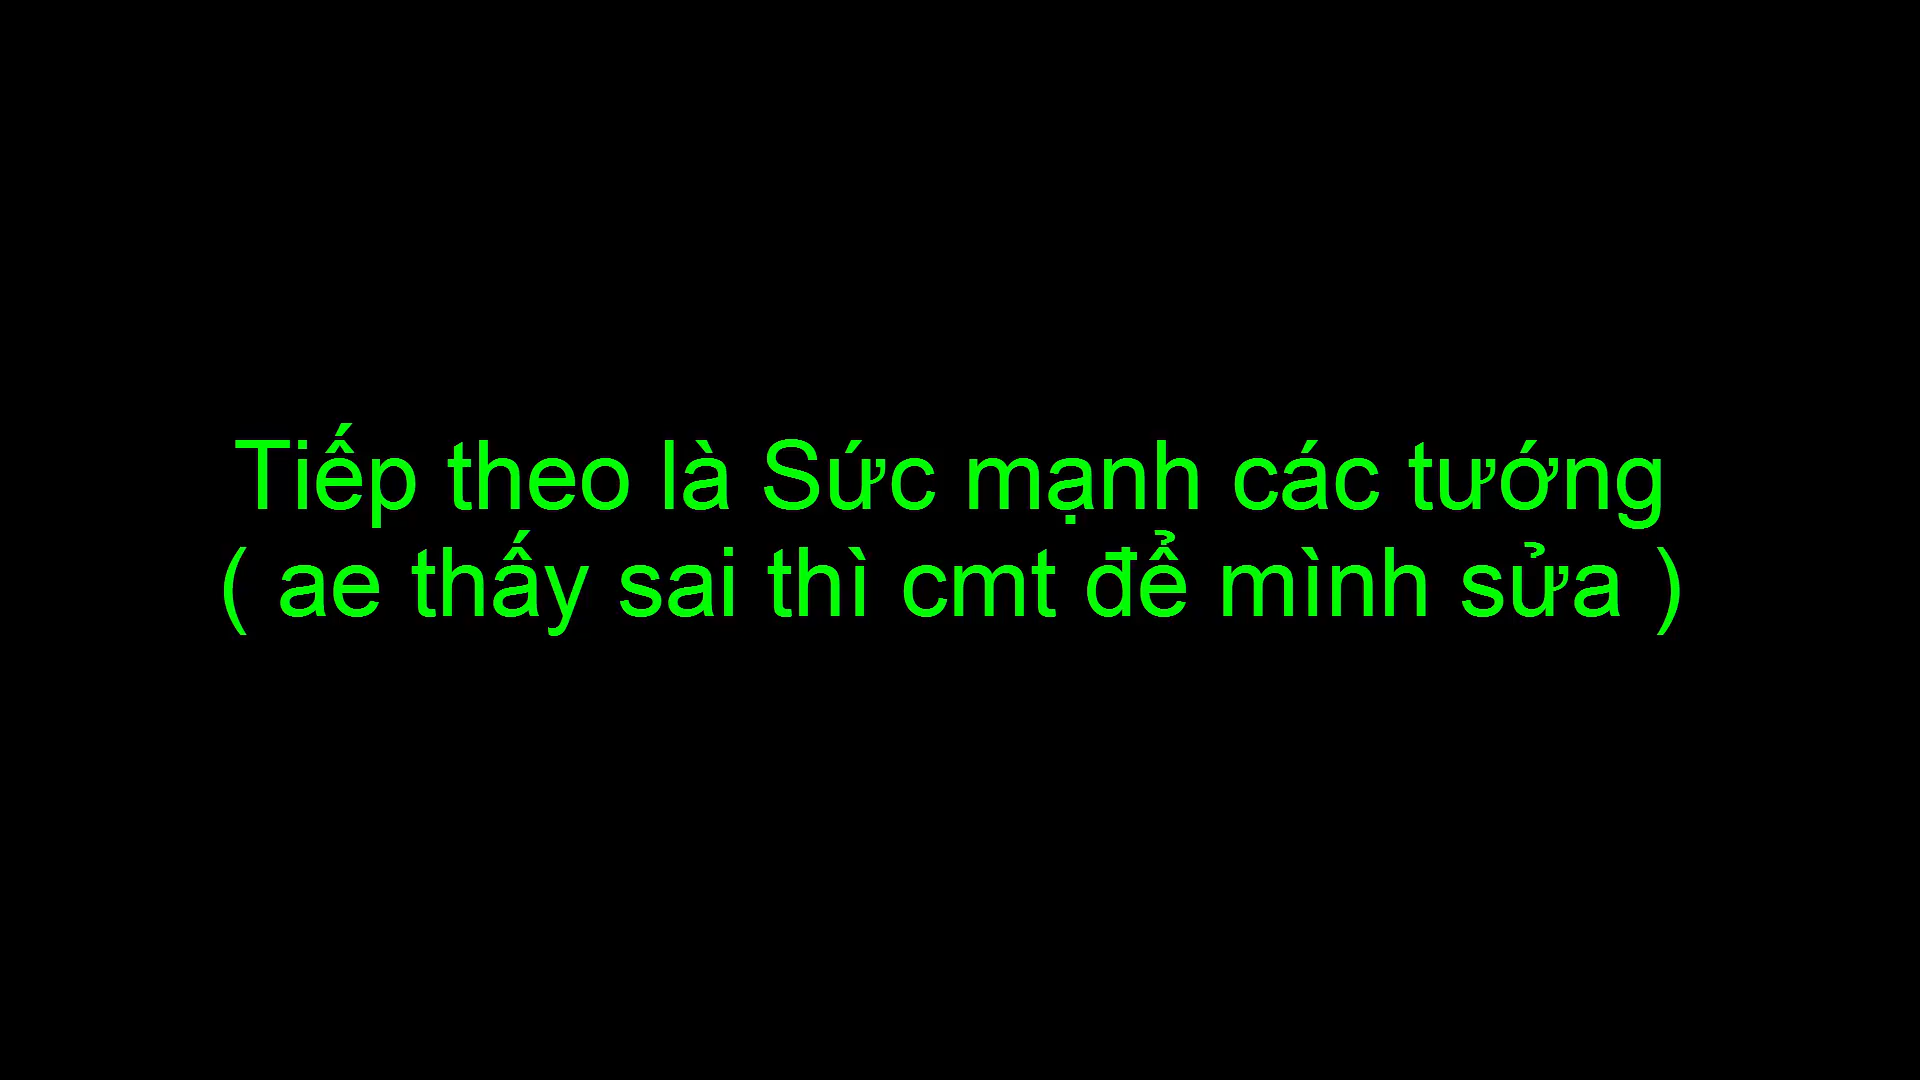 Tiếp theo là Sức mạnh các tướng
( ae thấy sai thì cmt để mình sửa )